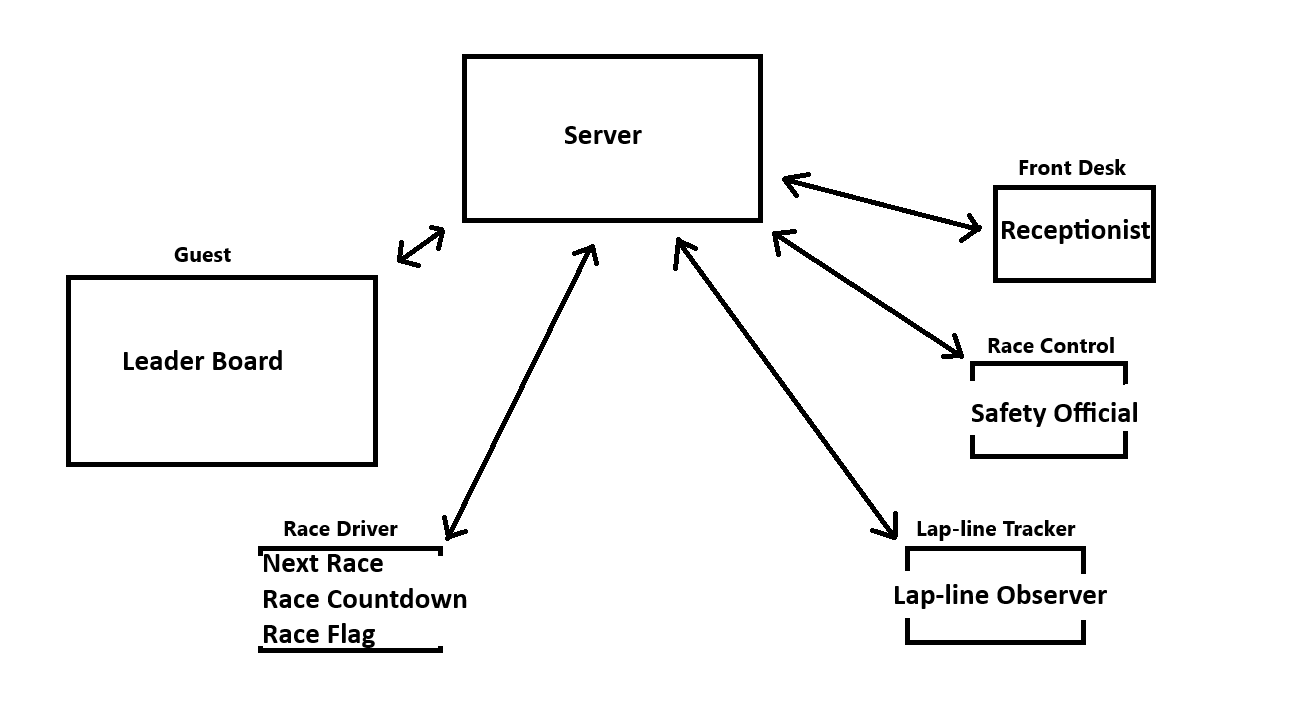 Server
Front Desk
Receptionist
Guest
Leader Board
Race Control
Safety Official
Race Driver
Next Race
Race Countdown
Race Flag
Lap-line Tracker
Lap-line Observer